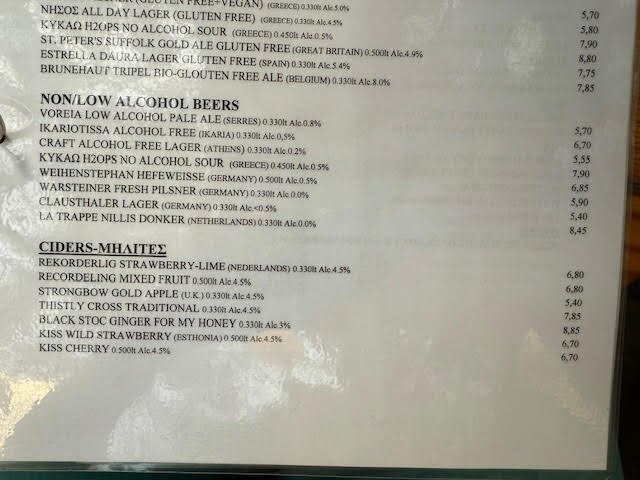 (GLUTEN FREE+VEGAN) (GREECE) 0.330lt Alc.5.0%
ΝΗΣΟΣ ALL DAY LAGER (GLUTEN FREE) (GREECE) 0.330lt Alc.4.5% 5,70
ΚΥΚΑΩ H2OPS NO ALCOHOL SOUR (GREECE) 0.450lt Alc.0.5% 5,80
ST. PETER'S SUFFOLK GOLD ALE GLUTEN FREE (GREAT BRITAIN) 0.500lt Alc.4.9% 7,90
ESTRELLA DAURA LAGER GLUTEN FREE (SPAIN) 0.330lt Alc.5.4% 8,80
BRUNEHAUT TRIPEL BIO-GLOUTEN FREE ALE (BELGIUM) 0.330lt Alc.8.0% 7,75
7,85
NON/LOW ALCOHOL BEERS
VOREIA LOW ALCOHOL PALE ALE (SERRES) 0.330lt Alc.0.8%
IKARIOTISSA ALCOHOL FREE (IKARIA) 0.330lt Alc.0,5% 5,70
CRAFT ALCOHOL FREE LAGER (ATHENS) 0.330lt Alc.0.2% 6,70
ΚΥΚΑΩ H2OPS NO ALCOHOL SOUR (GREECE) 0.450lt Alc.0.5% 5,55
WEIHENSTEPHAN HEFEWEISSE (GERMANY) 0.500lt Alc.0.5% 7,90
WARSTEINER FRESH PILSNER (GERMANY) 0.330lt Alc.0.0% 6,85
CLAUSTHALER LAGER (GERMANY) 0.330lt Alc.<0.5% 5,90
LA TRAPPE NILLIS DONKER (NETHERLANDS) 0.330lt Alc.0.0% 5,40
8,45
CIDERS-ΜΗΛΙΤΕΣ
REKORDERLIG STRAWBERRY-LIME (NEDERLANDS) 0.330lt Alc.4.5%
RECORDELING MIXED FRUIT 0.500lt Alc.4.5% 6,80
STRONGBOW GOLD APPLE (U.K.) 0.330lt Alc.4.5% 6,80
THISTLY CROSS TRADITIONAL 0.330lt Alc.4.5% 5,40
BLACK STOC GINGER FOR MY HONEY 0.330lt Alc.3% 7,85
KISS WILD STRAWBERRY (ESTHONIA) 0.500lt Alc.4.5% 8,85
KISS CHERRY 0.500lt Alc.4.5% 6,70
6,70